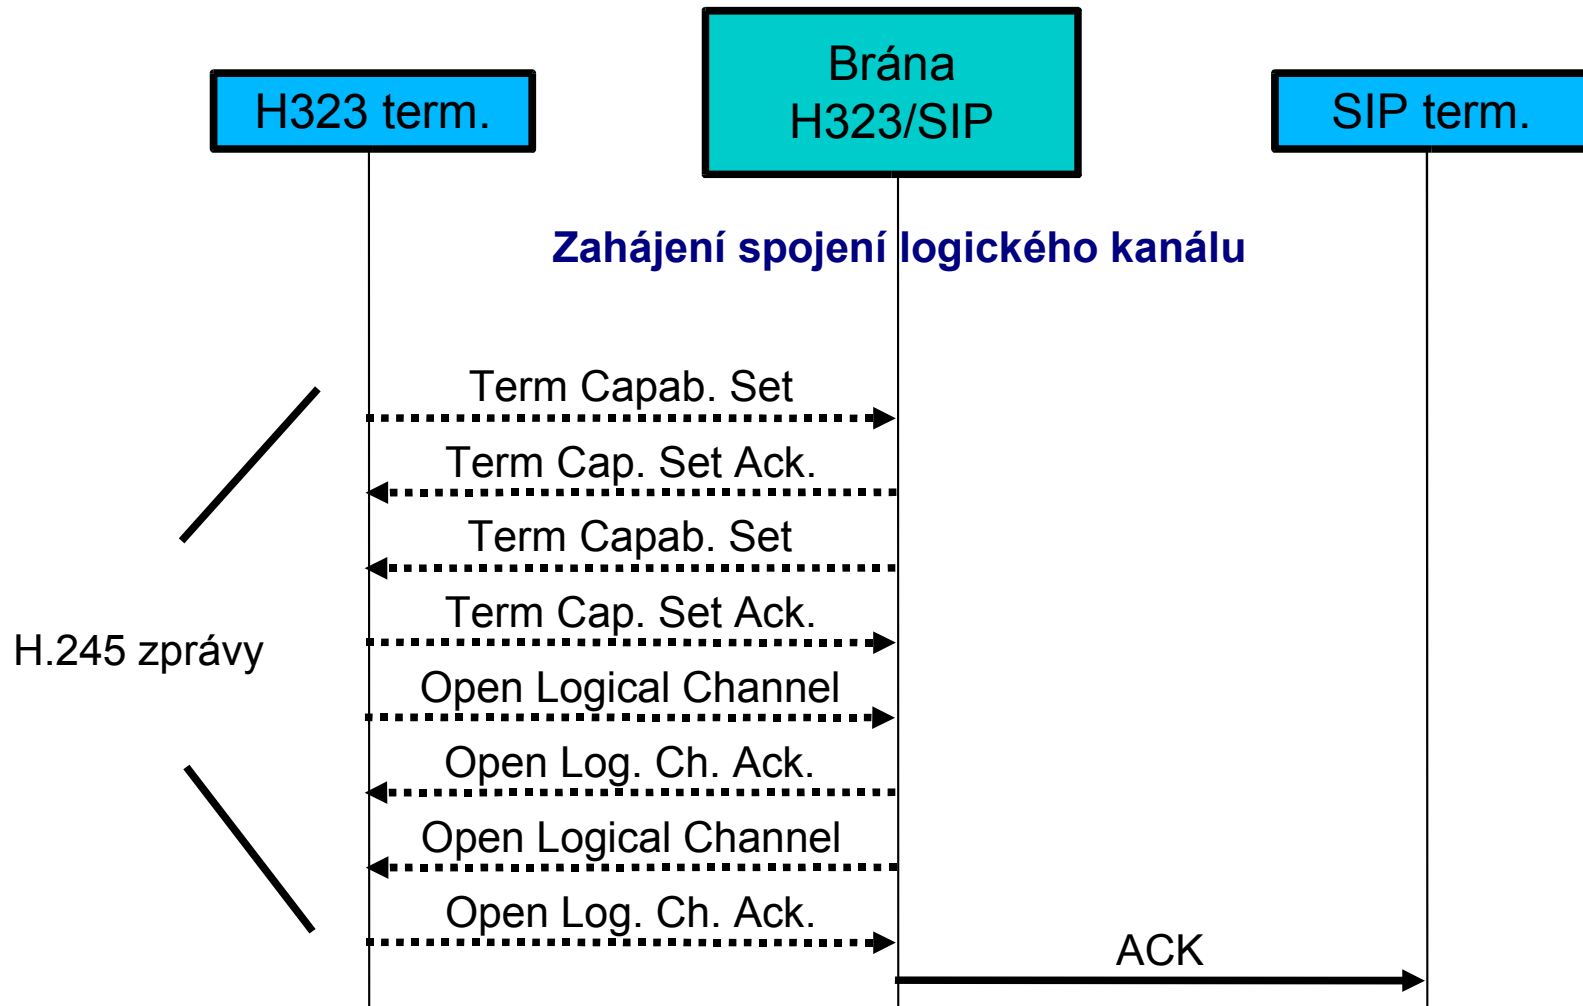 Brána
H323/SIP
H323 term.
SIP term.
Zahájení spojení logického kanálu
Term Capab. Set
Term Cap. Set Ack.
Term Capab. Set
Term Cap. Set Ack.
H.245 zprávy
Open Logical Channel
Open Log. Ch. Ack.
Open Logical Channel
Open Log. Ch. Ack.
ACK